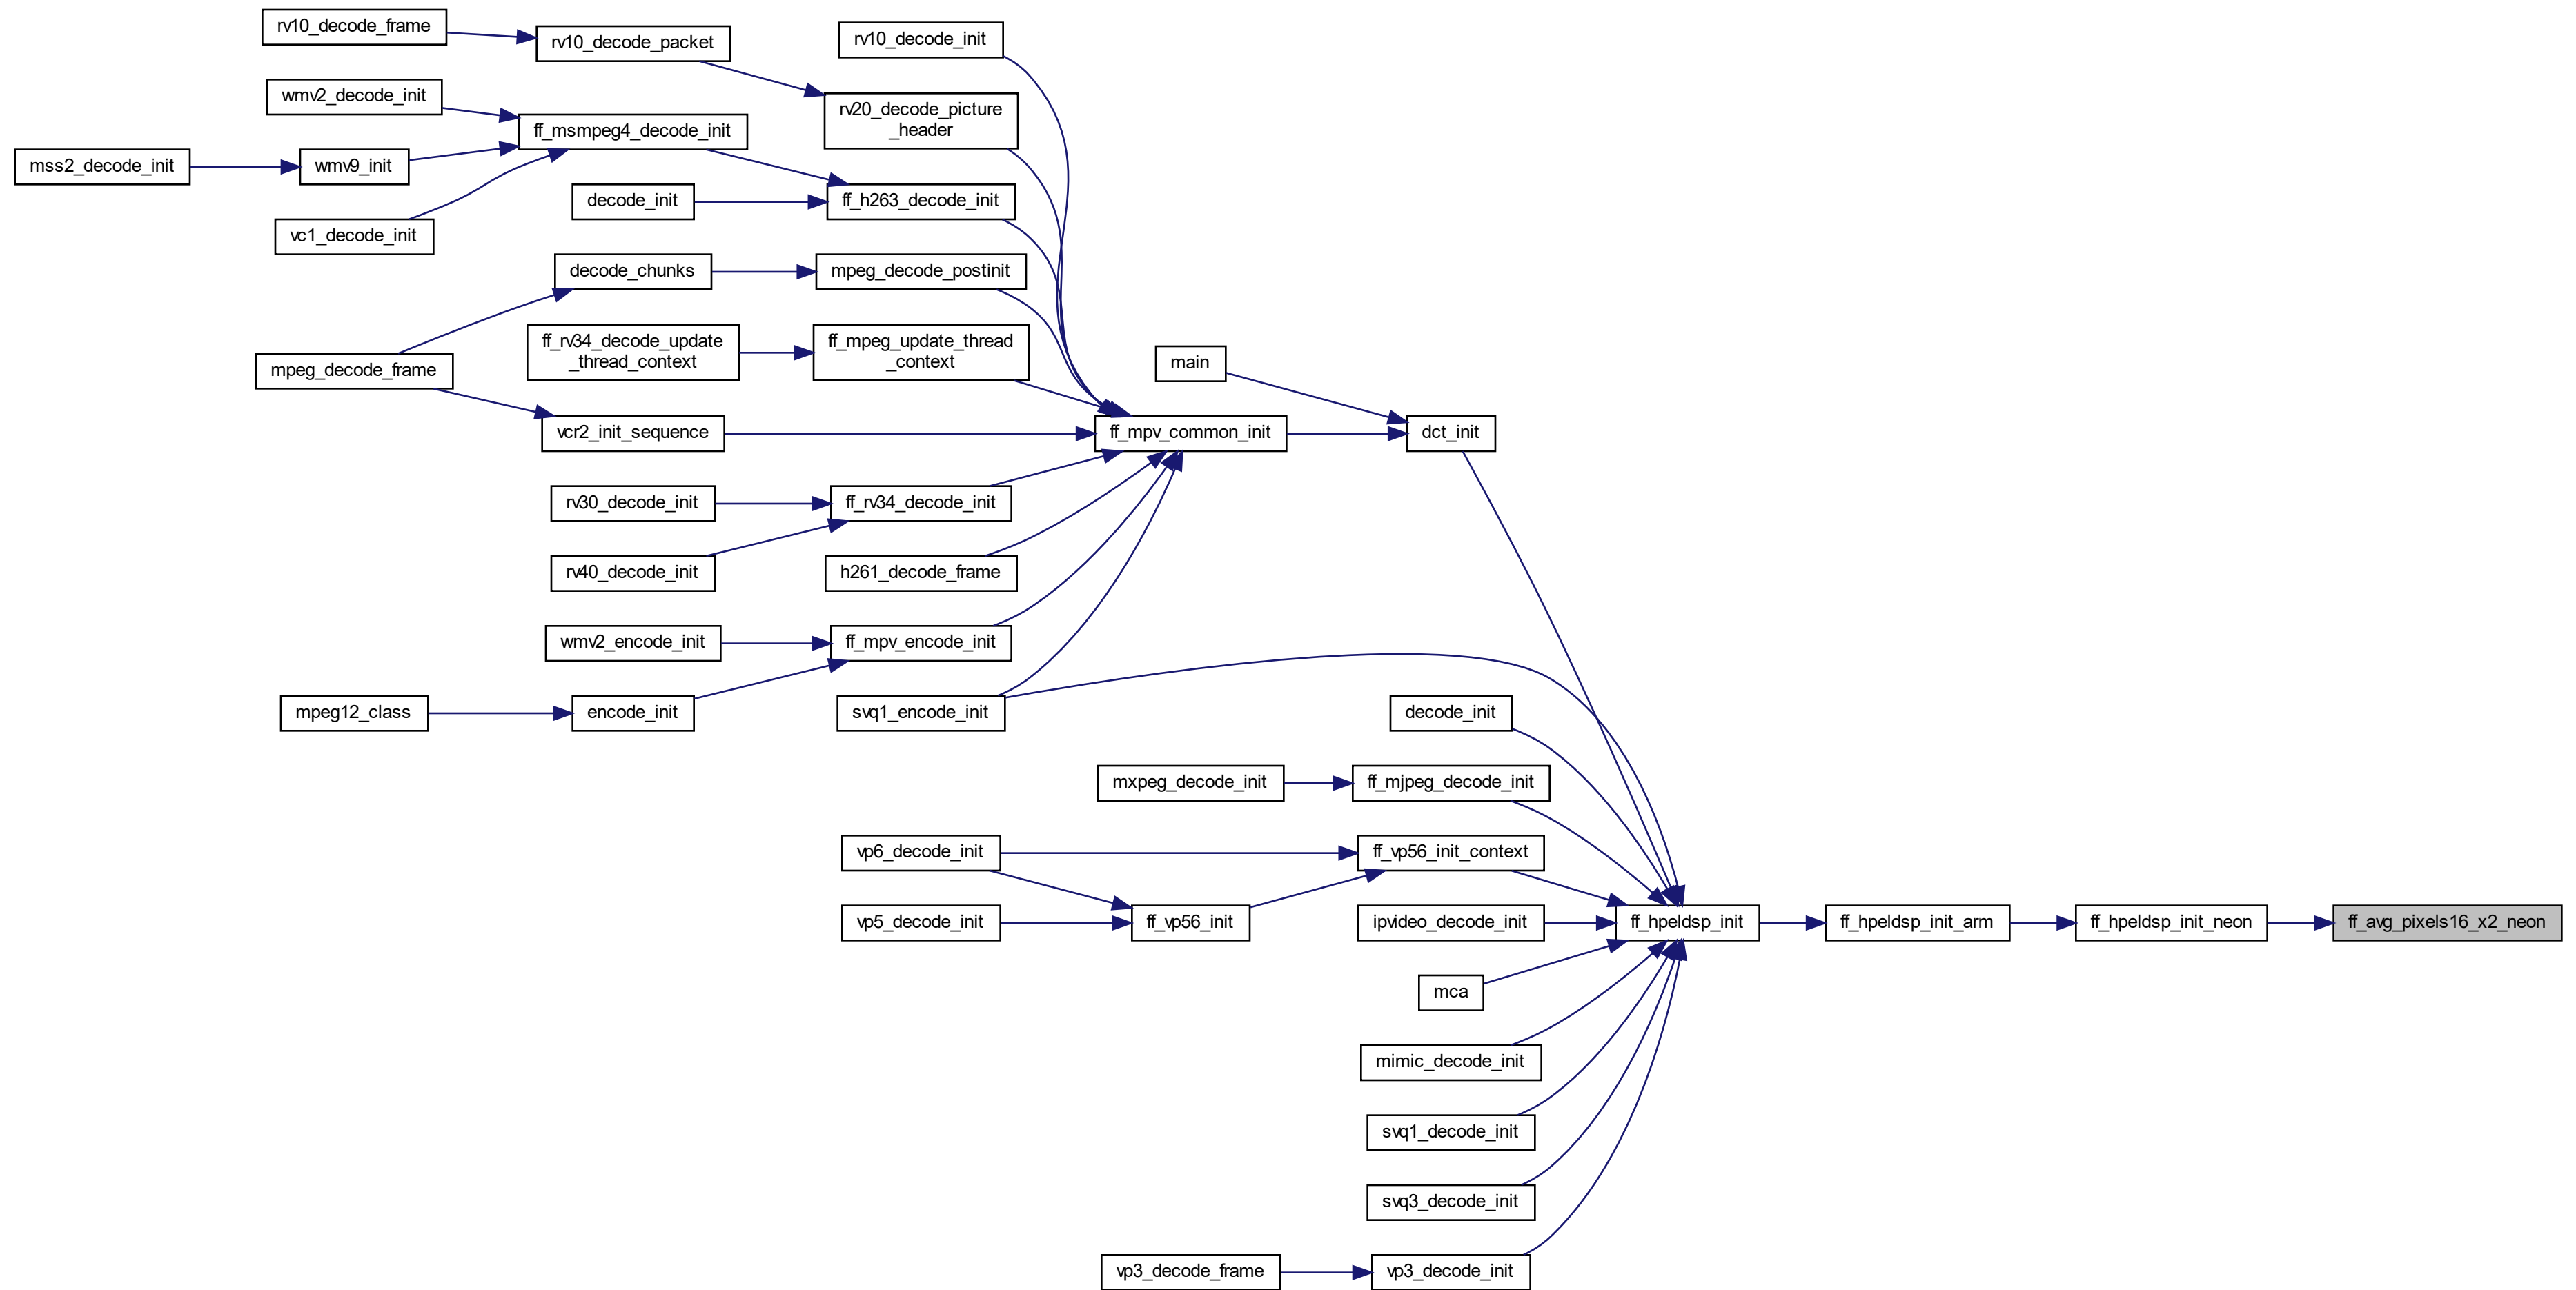 rv10_decode_frame
rv10_decode_packet
rv10_decode_init
wmv2_decode_init
rv20_decode_picture
_header
ff_msmpeg4_decode_init
mss2_decode_init
wmv9_init
decode_init
ff_h263_decode_init
vc1_decode_init
decode_chunks
mpeg_decode_postinit
ff_rv34_decode_update
_thread_context
ff_mpeg_update_thread
_context
main
mpeg_decode_frame
vcr2_init_sequence
ff_mpv_common_init
dct_init
rv30_decode_init
ff_rv34_decode_init
rv40_decode_init
h261_decode_frame
wmv2_encode_init
ff_mpv_encode_init
mpeg12_class
encode_init
svq1_encode_init
decode_init
mxpeg_decode_init
ff_mjpeg_decode_init
vp6_decode_init
ff_vp56_init_context
vp5_decode_init
ff_vp56_init
ipvideo_decode_init
ff_hpeldsp_init
ff_hpeldsp_init_arm
ff_hpeldsp_init_neon
ff_avg_pixels16_x2_neon
mca
mimic_decode_init
svq1_decode_init
svq3_decode_init
vp3_decode_frame
vp3_decode_init